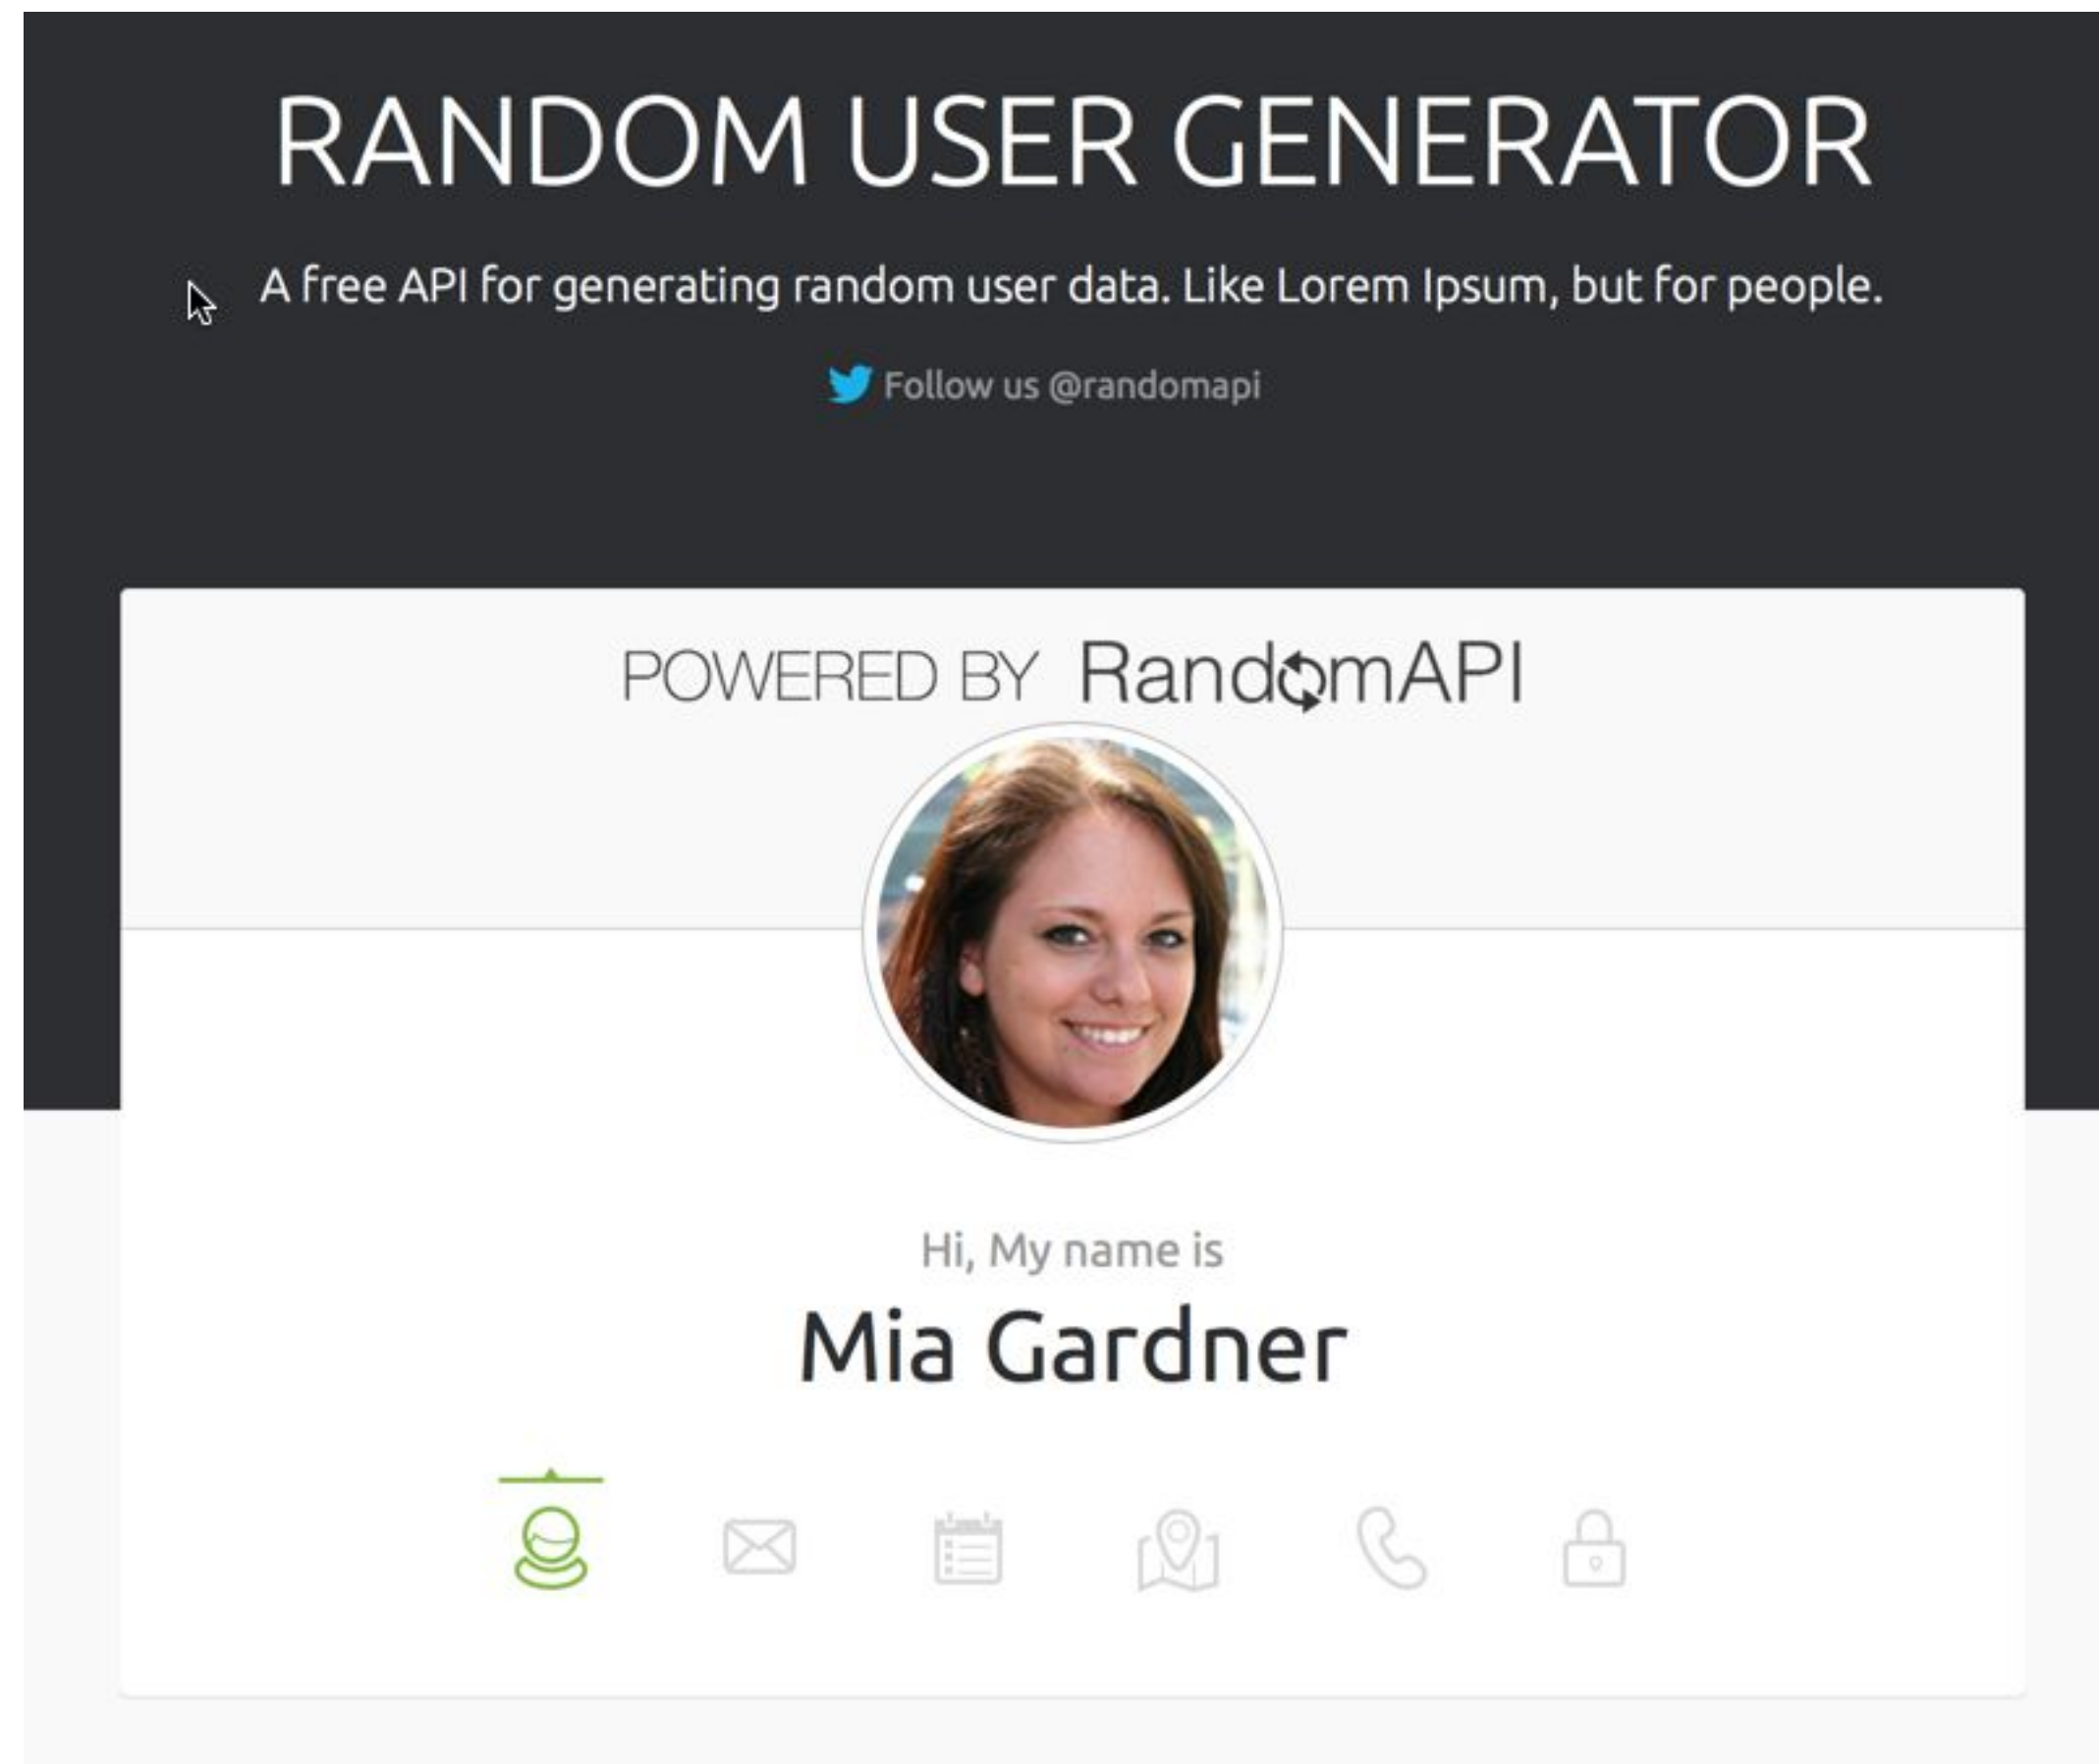 RANDOM USER GENERATOR
A free API for generating random user data. Like Lorem Ipsum, but for people.
Follow us @randomapi
POWERED BY RandomAPI
Hi, My name is
Mia Gardner